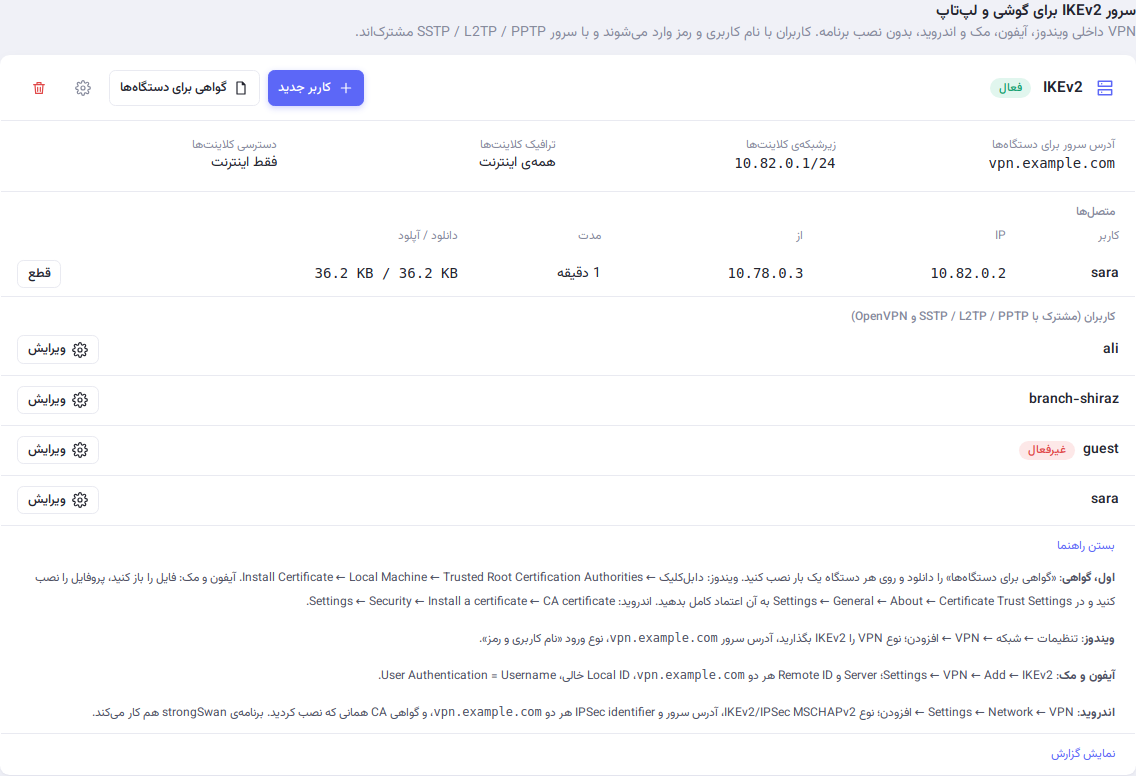 سرور IKEv2 برای گوشی و لپ‌تاپ
VPN داخلی ویندوز، آیفون، مک و اندروید، بدون نصب برنامه. کاربران با نام کاربری و رمز وارد می‌شوند و با سرور SSTP / L2TP / PPTP مشترک‌اند.
IKEv2 فعال
کاربر جدید
گواهی برای دستگاه‌ها
آدرس سرور برای دستگاه‌ها
vpn.example.com
زیرشبکه‌ی کلاینت‌ها
10.82.0.1/24
ترافیک کلاینت‌ها
همه‌ی اینترنت
دسترسی کلاینت‌ها
فقط اینترنت
متصل‌ها
کاربر IP از مدت دانلود / آپلود
sara 10.82.0.2 10.78.0.3 1 دقیقه 36.2 KB / 36.2 KB قطع
کاربران (مشترک با SSTP / L2TP / PPTP و OpenVPN)
ali ویرایش
branch-shiraz ویرایش
guest غیرفعال ویرایش
sara ویرایش
بستن راهنما
اول، گواهی: «گواهی برای دستگاه‌ها» را دانلود و روی هر دستگاه یک بار نصب کنید. ویندوز: دابل‌کلیک ← Install Certificate ← Local Machine ← Trusted Root Certification Authorities. آیفون و مک: فایل را باز کنید، پروفایل را نصب
کنید و در Settings ← General ← About ← Certificate Trust Settings به آن اعتماد کامل بدهید. اندروید: Settings ← Security ← Install a certificate ← CA certificate.
ویندوز: تنظیمات ← شبکه ← VPN ← افزودن؛ نوع VPN را IKEv2 بگذارید، آدرس سرور vpn.example.com، نوع ورود «نام کاربری و رمز».
آیفون و مک: Settings ← VPN ← Add ← IKEv2؛ Server و Remote ID هر دو vpn.example.com، Local ID خالی، User Authentication = Username.
اندروید: Settings ← Network ← VPN ← افزودن؛ نوع IKEv2/IPSec MSCHAPv2، آدرس سرور و IPSec identifier هر دو vpn.example.com، و گواهی CA همانی که نصب کردید. برنامه‌ی strongSwan هم کار می‌کند.
نمایش گزارش